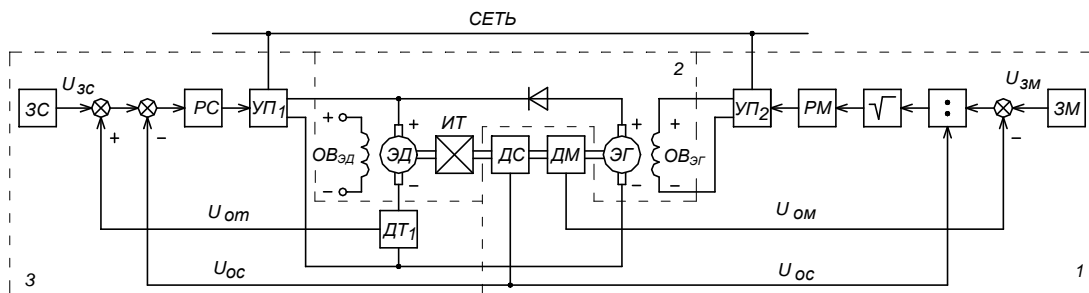 СЕТЬ
2
U зс
U зм
ЗС
РС
УП1
УП2
РМ
√
:
ЗМ
+
−
+
+
−
+
ИТ
+
+
−
ОВЭД
ЭД
ДС
ДМ
ЭГ
ОВЭГ
−
−
−
−
U от
ДТ1
U ом
U ос
U ос
3
1